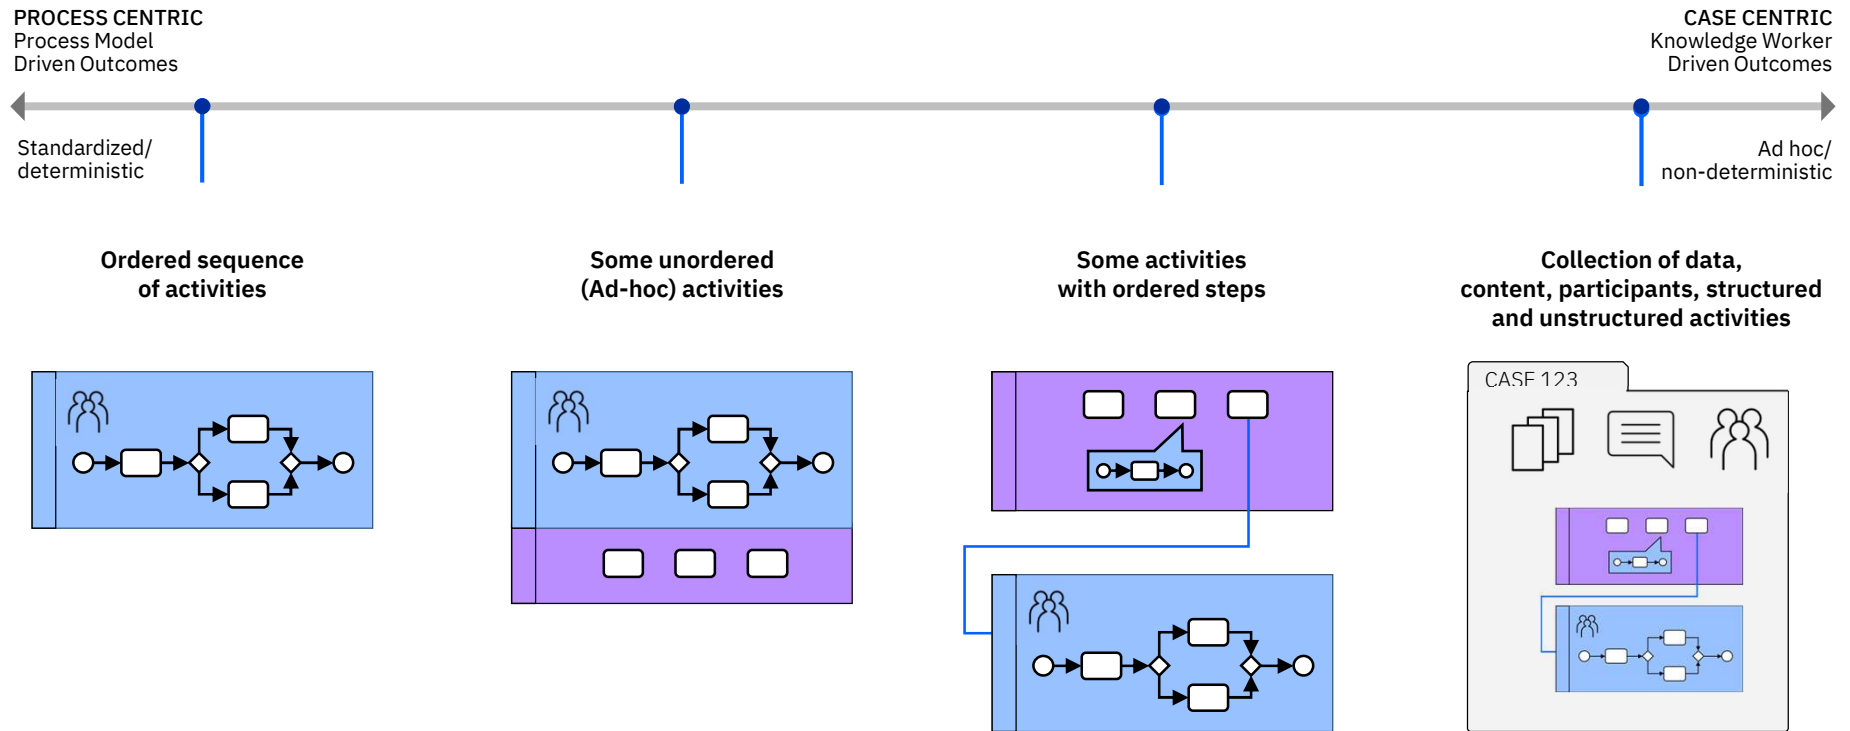 PROCESS CENTRIC
Process Model
Driven Outcomes
CASE CENTRIC
Knowledge Worker
Driven Outcomes
Standardized/
deterministic
Ad hoc/
non-deterministic
Ordered sequence
of activities
Some unordered
(Ad-hoc) activities
Some activities
with ordered steps
Collection of data,
content, participants, structured
and unstructured activities
CASE 123